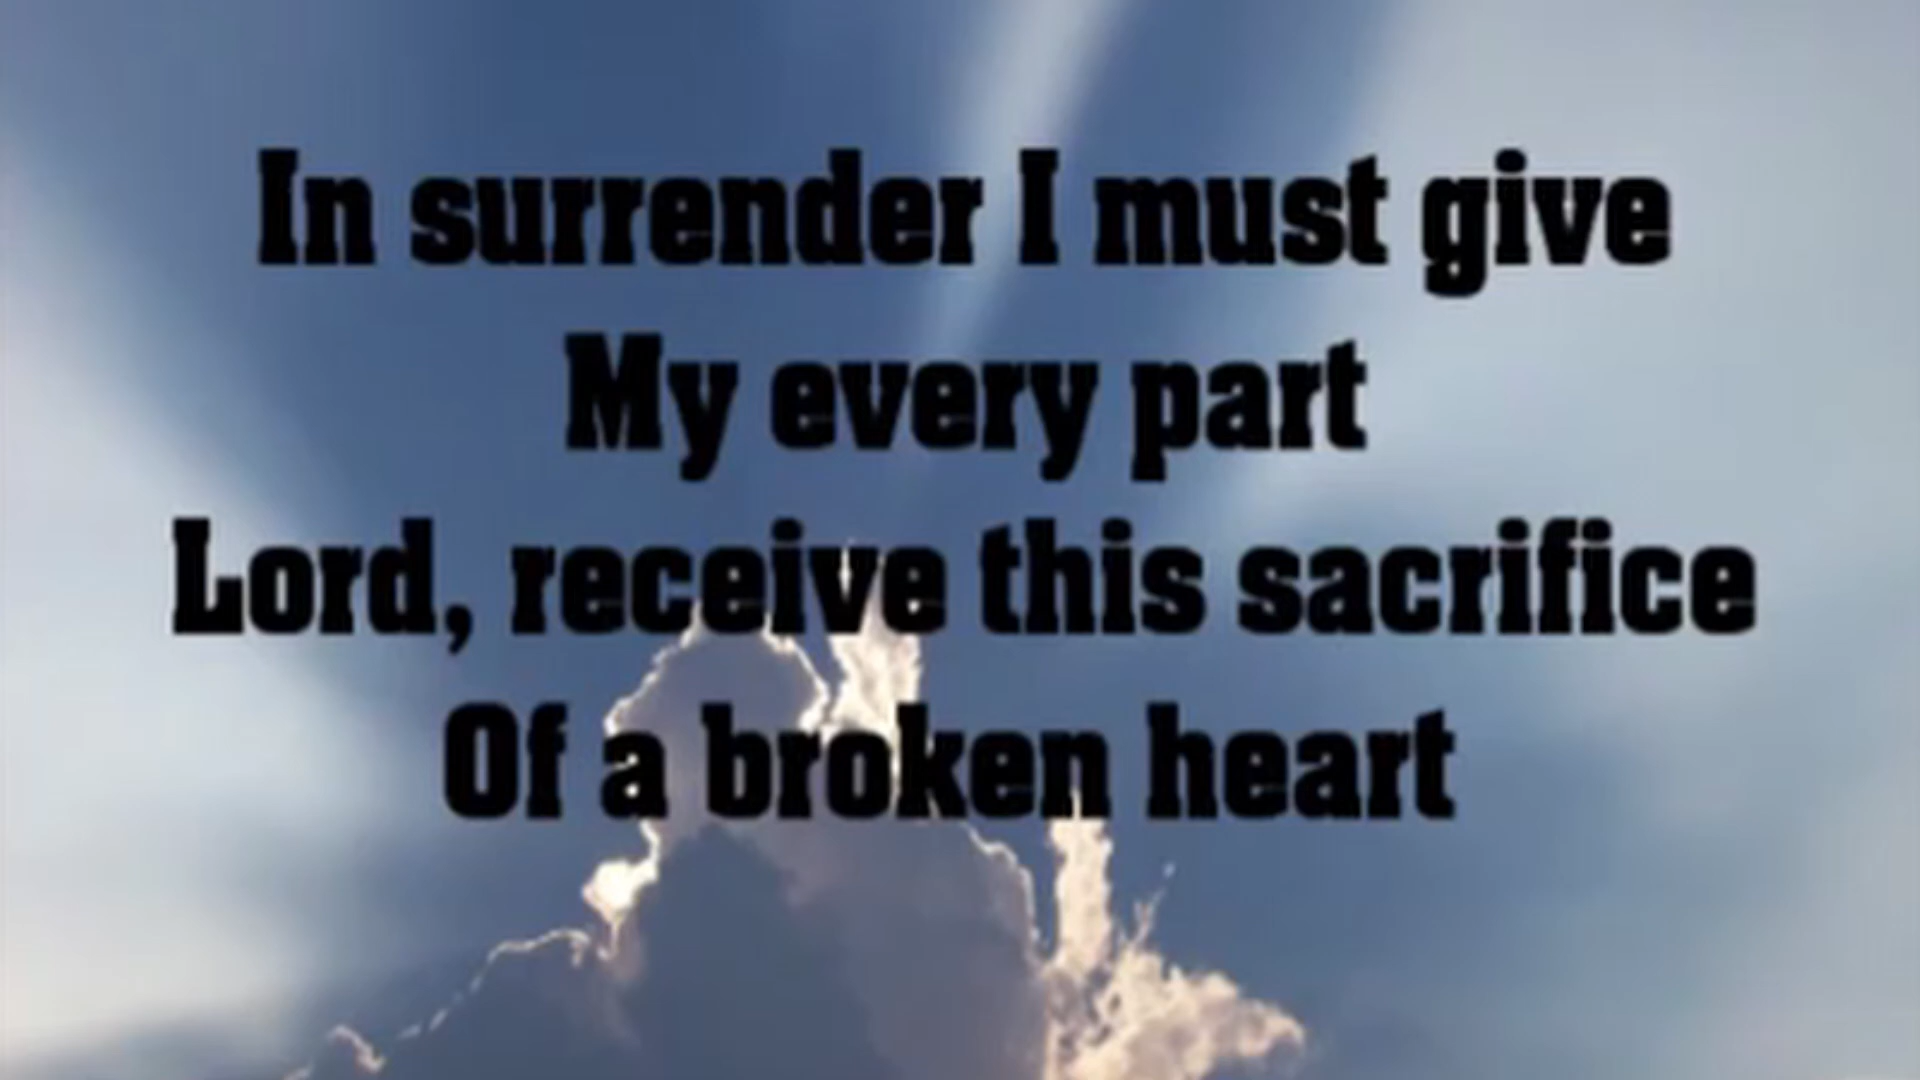 In surrender I must give
My every part
Lord, receive this sacrifice
Of a broken heart